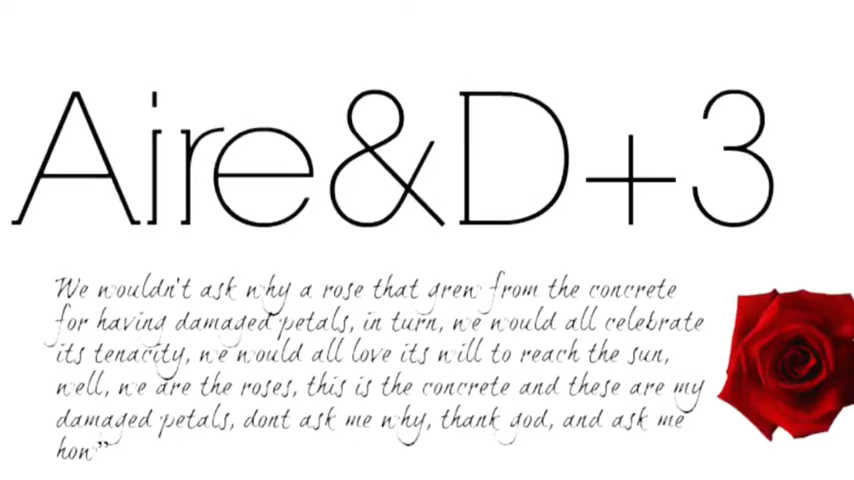 Aire&D+3
We wouldn't ask why a rose that grew from the concrete
for having damaged petals, in turn, we would all celebrate
its tenacity, we would all love its will to reach the sun,
well, we are the roses, this is the concrete and these are my
damaged petals, dont ask me why, thank god, and ask me
how”